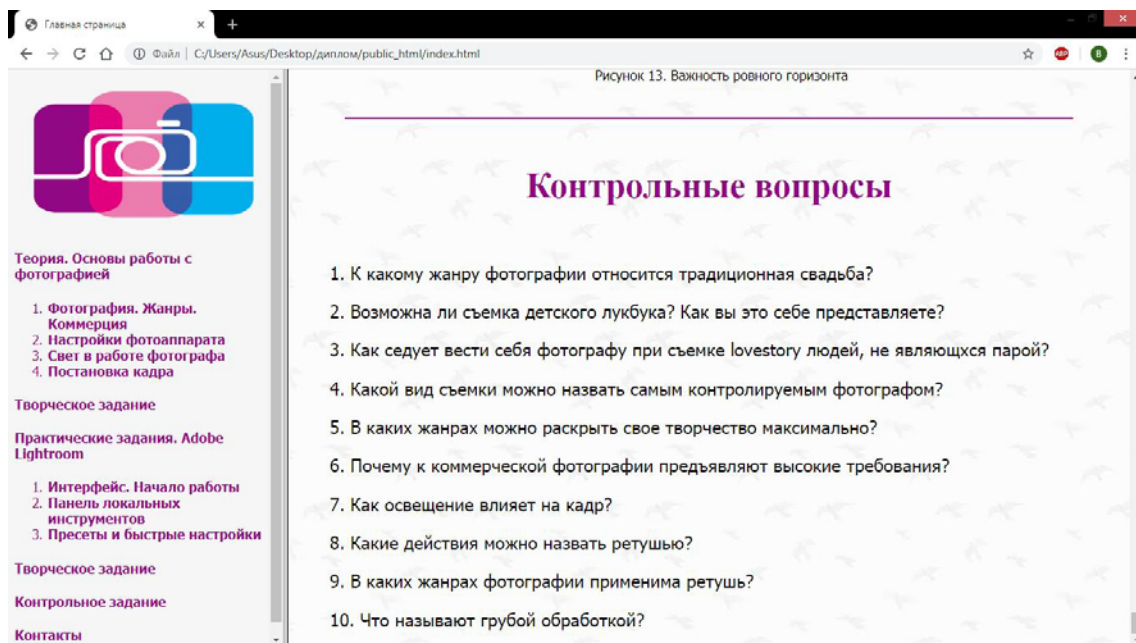 Главная страница
Файл | C:/Users/Asus/Desktop/диплом/public_html/index.html
ABP
В
Теория. Основы работы с
фотографией
1. Фотография. Жанры.
Коммерция
2. Настройки фотоаппарата
3. Свет в работе фотографа
4. Постановка кадра
Творческое задание
Практические задания. Adobe
Lightroom
1. Интерфейс. Начало работы
2. Панель локальных
инструментов
3. Пресеты и быстрые настройки
Творческое задание
Контрольное задание
Контакты
Рисунок 13. Важность ровного горизонта
Контрольные вопросы
1. К какому жанру фотографии относится традиционная свадьба?
2. Возможна ли съемка детского лукбука? Как вы это себе представляете?
3. Как седует вести себя фотографу при съемке lovestory людей, не являющхся парой?
4. Какой вид съемки можно назвать самым контролируемым фотографом?
5. В каких жанрах можно раскрыть свое творчество максимально?
6. Почему к коммерческой фотографии предъявляют высокие требования?
7. Как освещение влияет на кадр?
8. Какие действия можно назвать ретушью?
9. В каких жанрах фотографии применима ретушь?
10. Что называют грубой обработкой?